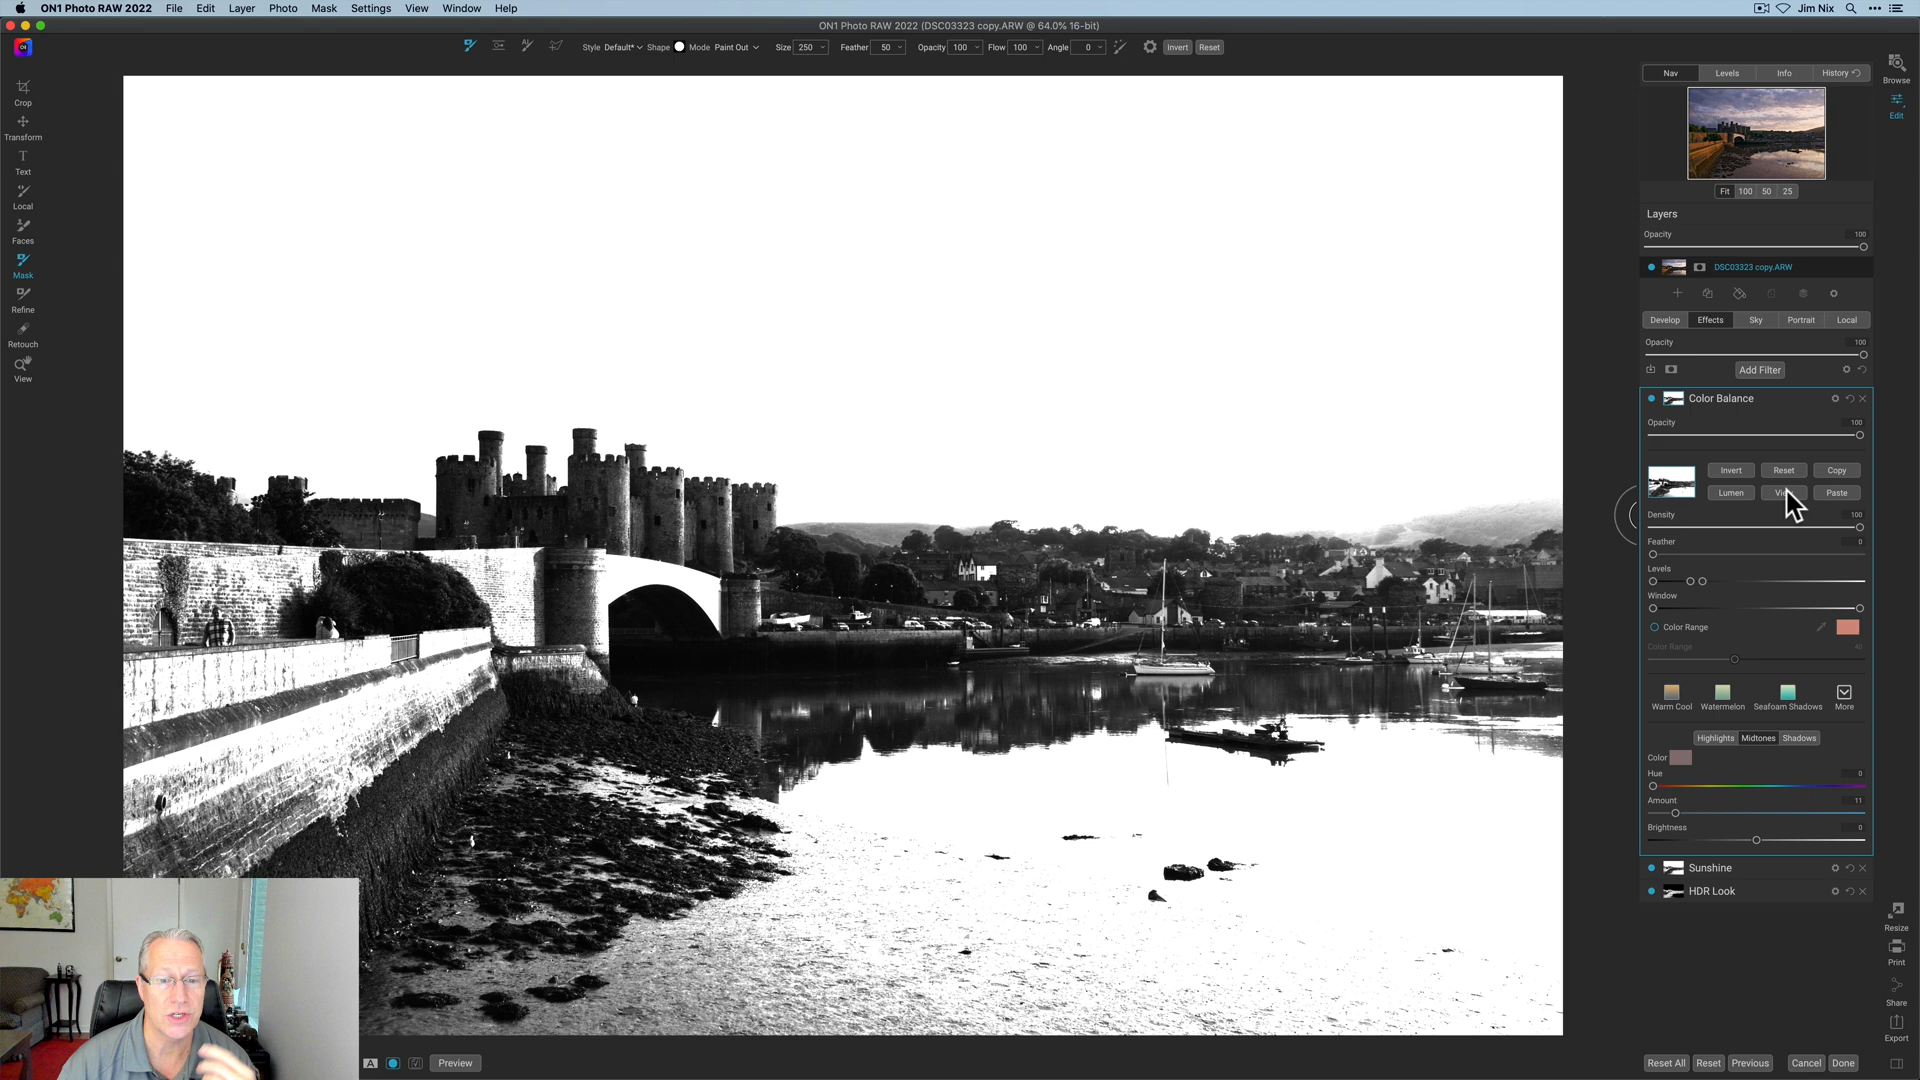 ON1 Photo RAW 2022 File Edit Layer Photo Mask Settings View Window Help Jim Nix
ON1 Photo RAW 2022 (DSC03323 copy.ARW @ 64.0% 16-bit)
Style Default* Shape Mode Paint Out Size 250 Feather 50 Opacity 100 Flow 100 Angle 0 Invert Reset
Crop
Transform
Text
Local
Faces
Mask
Refine
Retouch
View
Nav Levels Info History
Browse
Edit
Fit 100 50 25
Layers
Opacity 100
DSC03323 copy.ARW
Develop Effects Sky Portrait Local
Opacity 100
Add Filter
Color Balance
Opacity 100
Invert Reset Copy
Lumen Paste
Density 100
Feather 0
Levels
Window
Color Range
Color Range 40
Warm Cool Watermelon Seafoam Shadows More
Highlights Midtones Shadows
Color
Hue 0
Amount 11
Brightness 0
Sunshine
HDR Look
Resize
Print
Share
Export
A Preview
Reset All Reset Previous Cancel Done